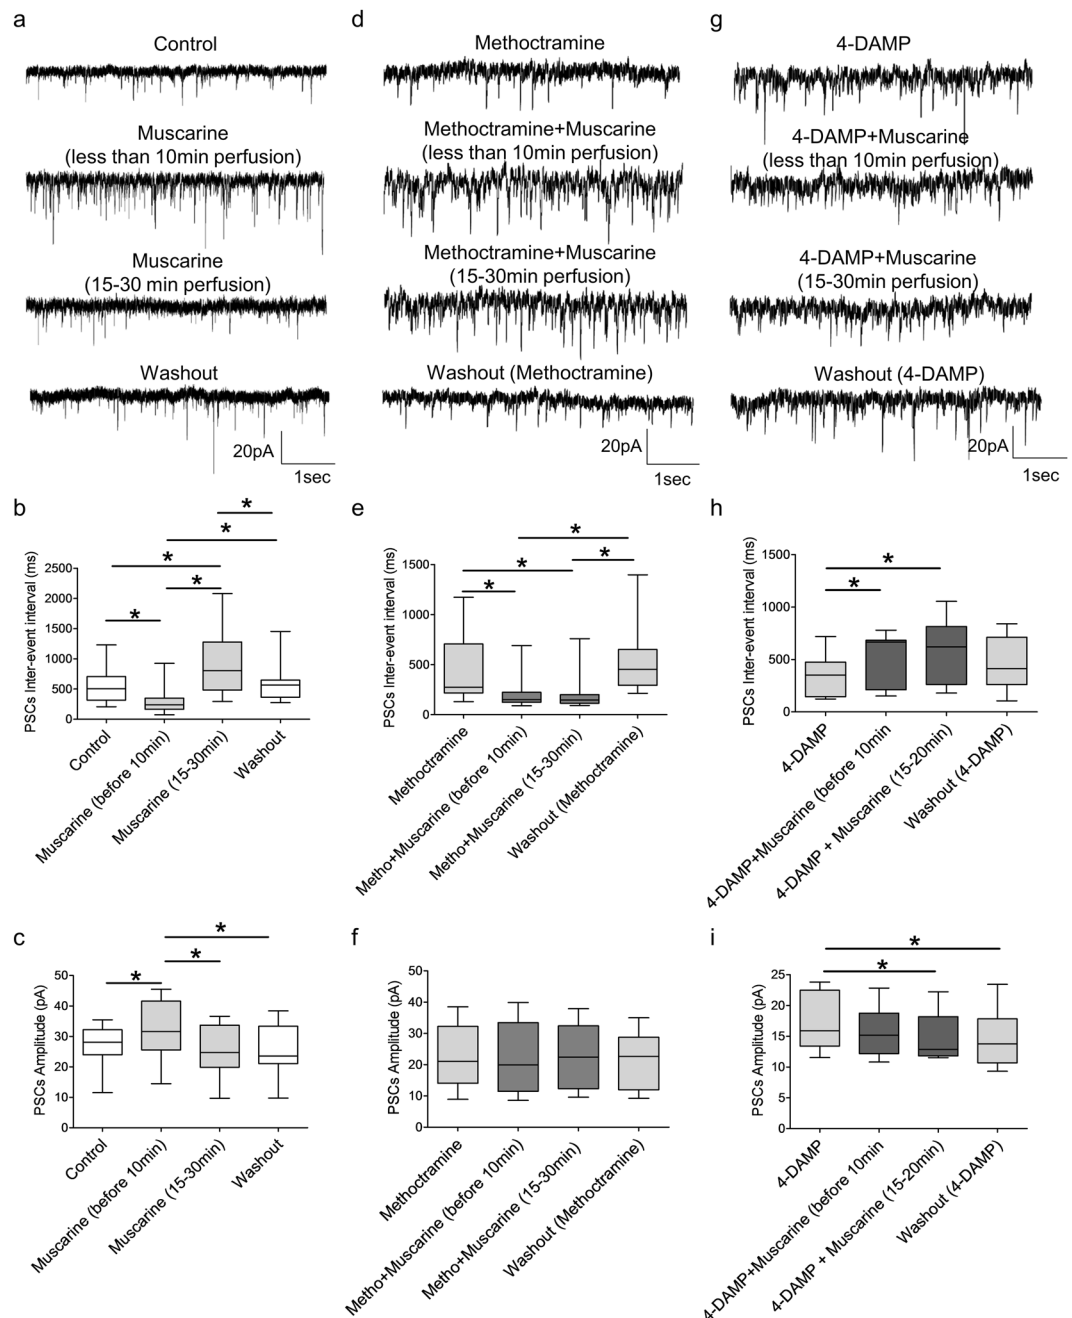 a
Control
Muscarine
(less than 10min perfusion)
Muscarine
(15-30 min perfusion)
Washout
20pA
1sec
d
Methoctramine
Methoctramine+Muscarine
(less than 10min perfusion)
Methoctramine+Muscarine
(15-30min perfusion)
Washout (Methoctramine)
20pA
1sec
g
4-DAMP
4-DAMP+Muscarine
(less than 10min perfusion)
4-DAMP+Muscarine
(15-30min perfusion)
Washout (4-DAMP)
20pA
1sec
b
PSCs Inter-event interval (ms)
2500
2000
1500
1000
500
0
* * * * * *
Control
Muscarine (before 10min)
Muscarine (15-30min)
Washout
e
PSCs Inter-event interval (ms)
1500
1000
500
0
* * * *
Methoctramine
Metho+Muscarine (before 10min)
Metho+Muscarine (15-30min)
Washout (Methoctramine)
h
PSCs Inter-event interval (ms)
1500
1000
500
0
* *
4-DAMP
4-DAMP+Muscarine (before 10min
4-DAMP + Muscarine (15-20min)
Washout (4-DAMP)
c
PSCs Amplitude (pA)
50
40
30
20
10
0
* * *
Control
Muscarine (before 10min)
Muscarine (15-30min)
Washout
f
PSCs Amplitude (pA)
50
40
30
20
10
0
Methoctramine
Metho+Muscarine (before 10min)
Metho+Muscarine (15-30min)
Washout (Methoctramine)
i
PSCs Amplitude (pA)
25
20
15
10
5
0
* *
4-DAMP
4-DAMP+Muscarine (before 10min
4-DAMP + Muscarine (15-20min)
Washout (4-DAMP)